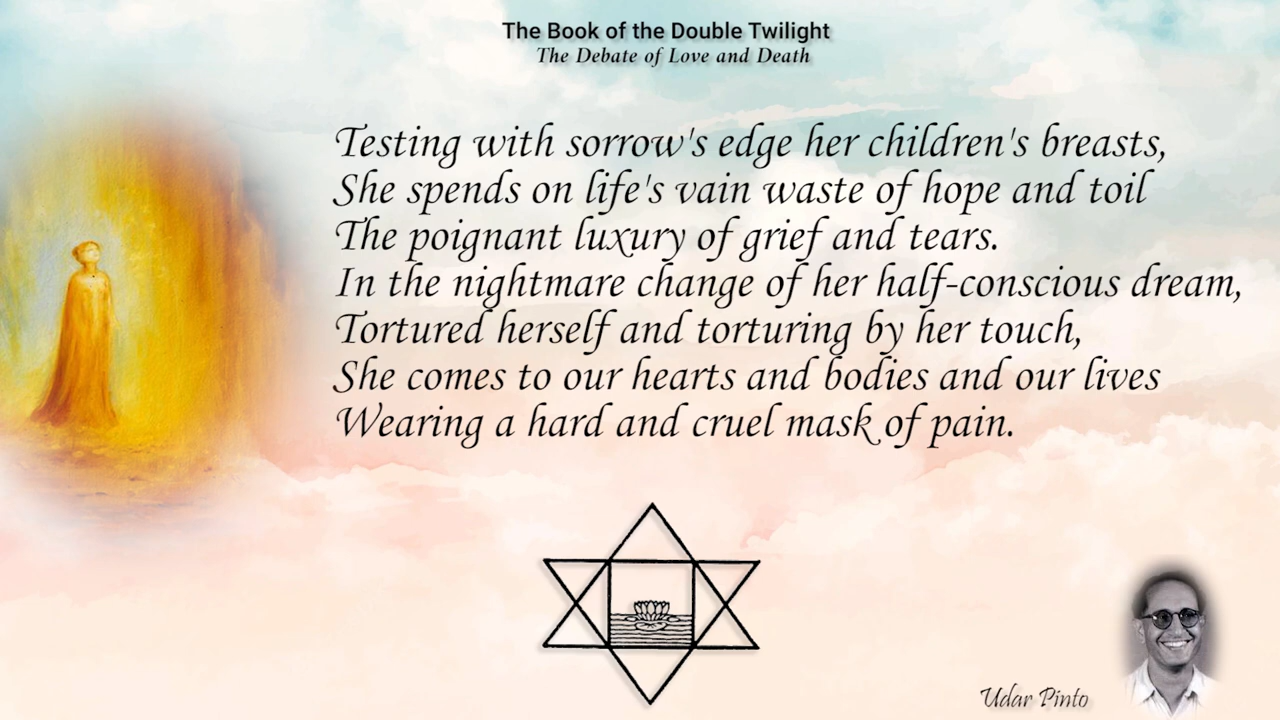 The Book of the Double Twilight
The Debate of Love and Death
Testing with sorrow's edge her children's breasts,
She spends on life's vain waste of hope and toil
The poignant luxury of grief and tears.
In the nightmare change of her half-conscious dream,
Tortured herself and torturing by her touch,
She comes to our hearts and bodies and our lives
Wearing a hard and cruel mask of pain.
Udar Pinto